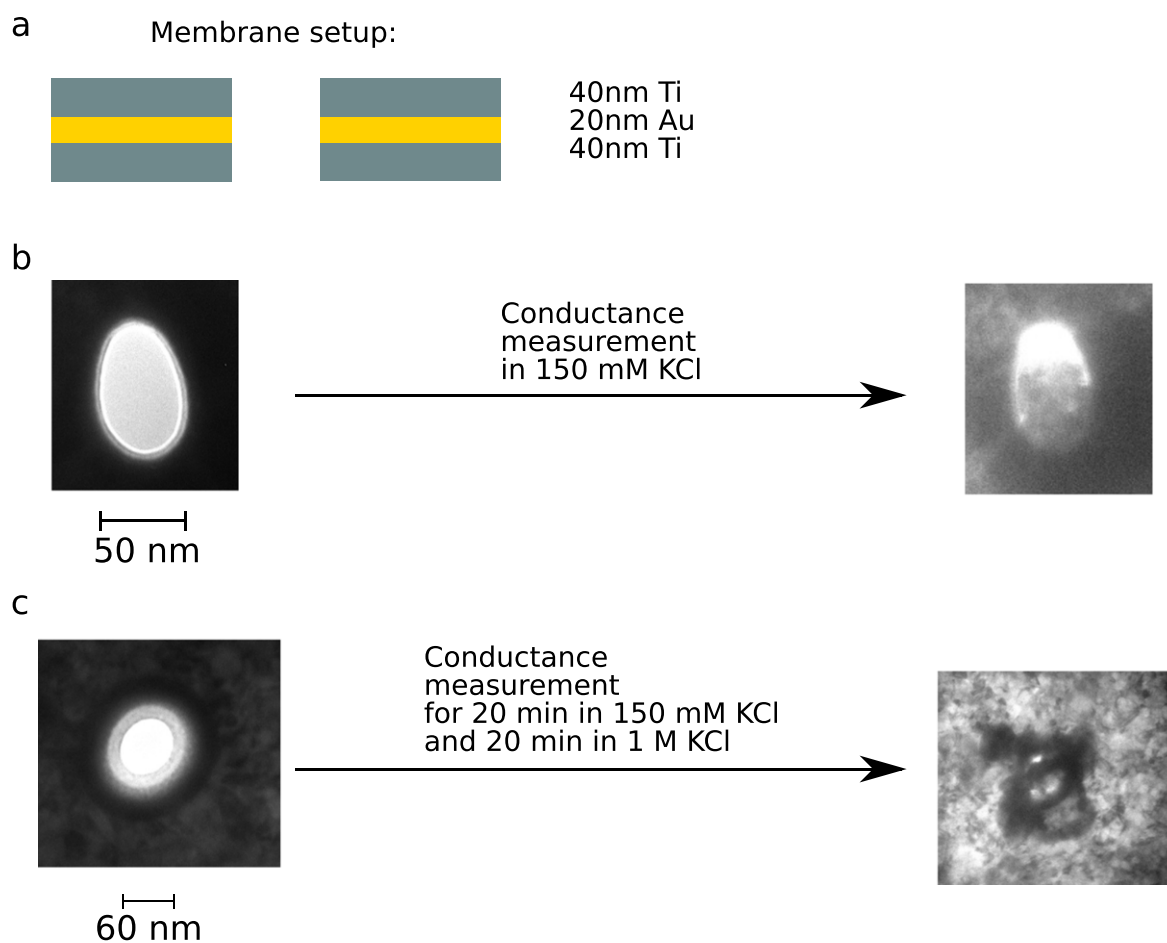 a
Membrane setup:
40nm Ti
20nm Au
40nm Ti
b
Conductance
measurement
in 150 mM KCl
50 nm
c
Conductance
measurement
for 20 min in 150 mM KCl
and 20 min in 1 M KCl
60 nm